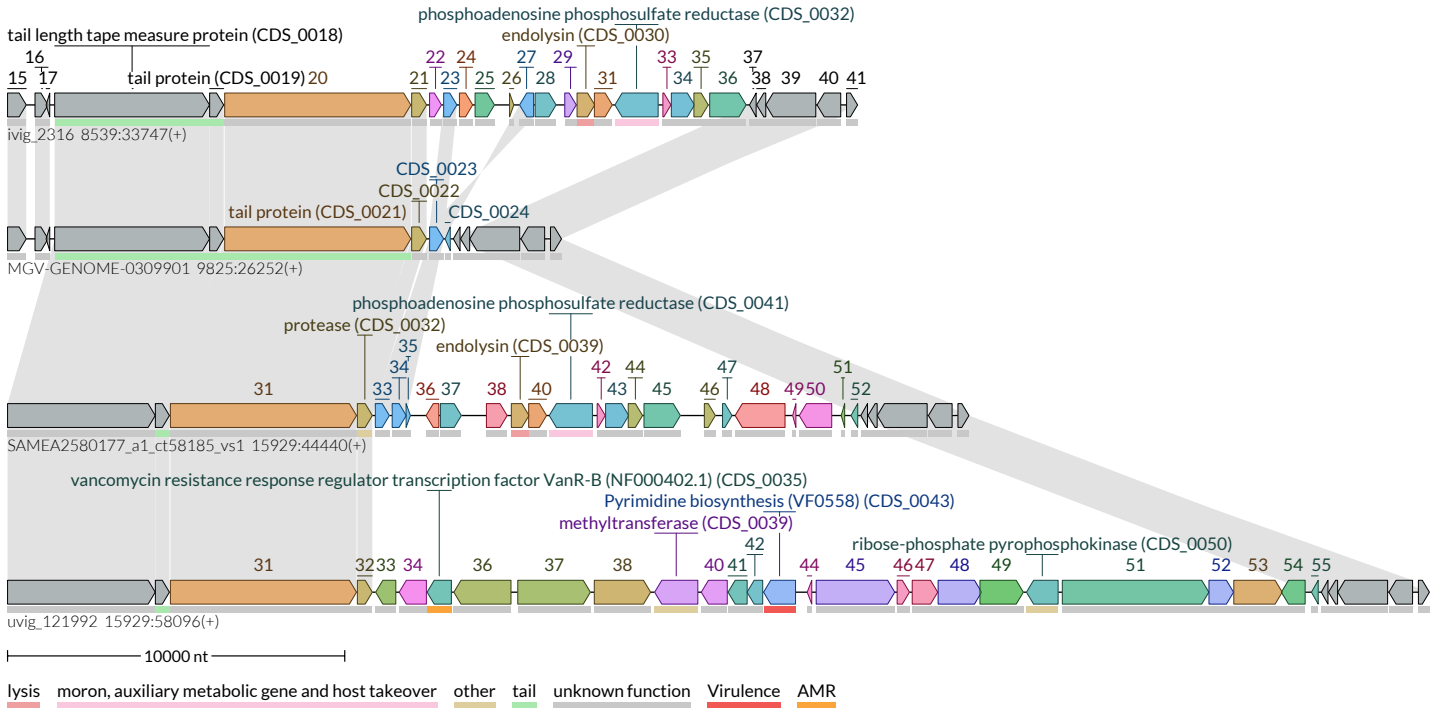 phosphoadenosine phosphosulfate reductase (CDS_0032)
tail length tape measure protein (CDS_0018) endolysin (CDS_0030)
16 22 24 27 29 33 35 37
15 17 tail protein (CDS_0019) 20 21 23 25 26 28 31 34 36 38 39 40 41
ivig_2316 8539:33747(+)
CDS_0023
CDS_0022
tail protein (CDS_0021) CDS_0024
MGV-GENOME-0309901 9825:26252(+)
phosphoadenosine phosphosulfate reductase (CDS_0041)
protease (CDS_0032)
35 endolysin (CDS_0039)
34 42 44 47 51
31 33 36 37 38 40 43 45 46 48 49 50 52
SAMEA2580177_a1_ct58185_vs1 15929:44440(+)
vancomycin resistance response regulator transcription factor VanR-B (NF000402.1) (CDS_0035)
Pyrimidine biosynthesis (VF0558) (CDS_0043)
methyltransferase (CDS_0039)
42 ribose-phosphate pyrophosphokinase (CDS_0050)
31 32 33 34 36 37 38 40 41 44 45 46 47 48 49 51 52 53 54 55
uvig_121992 15929:58096(+)
10000 nt
lysis moron, auxiliary metabolic gene and host takeover other tail unknown function Virulence AMR